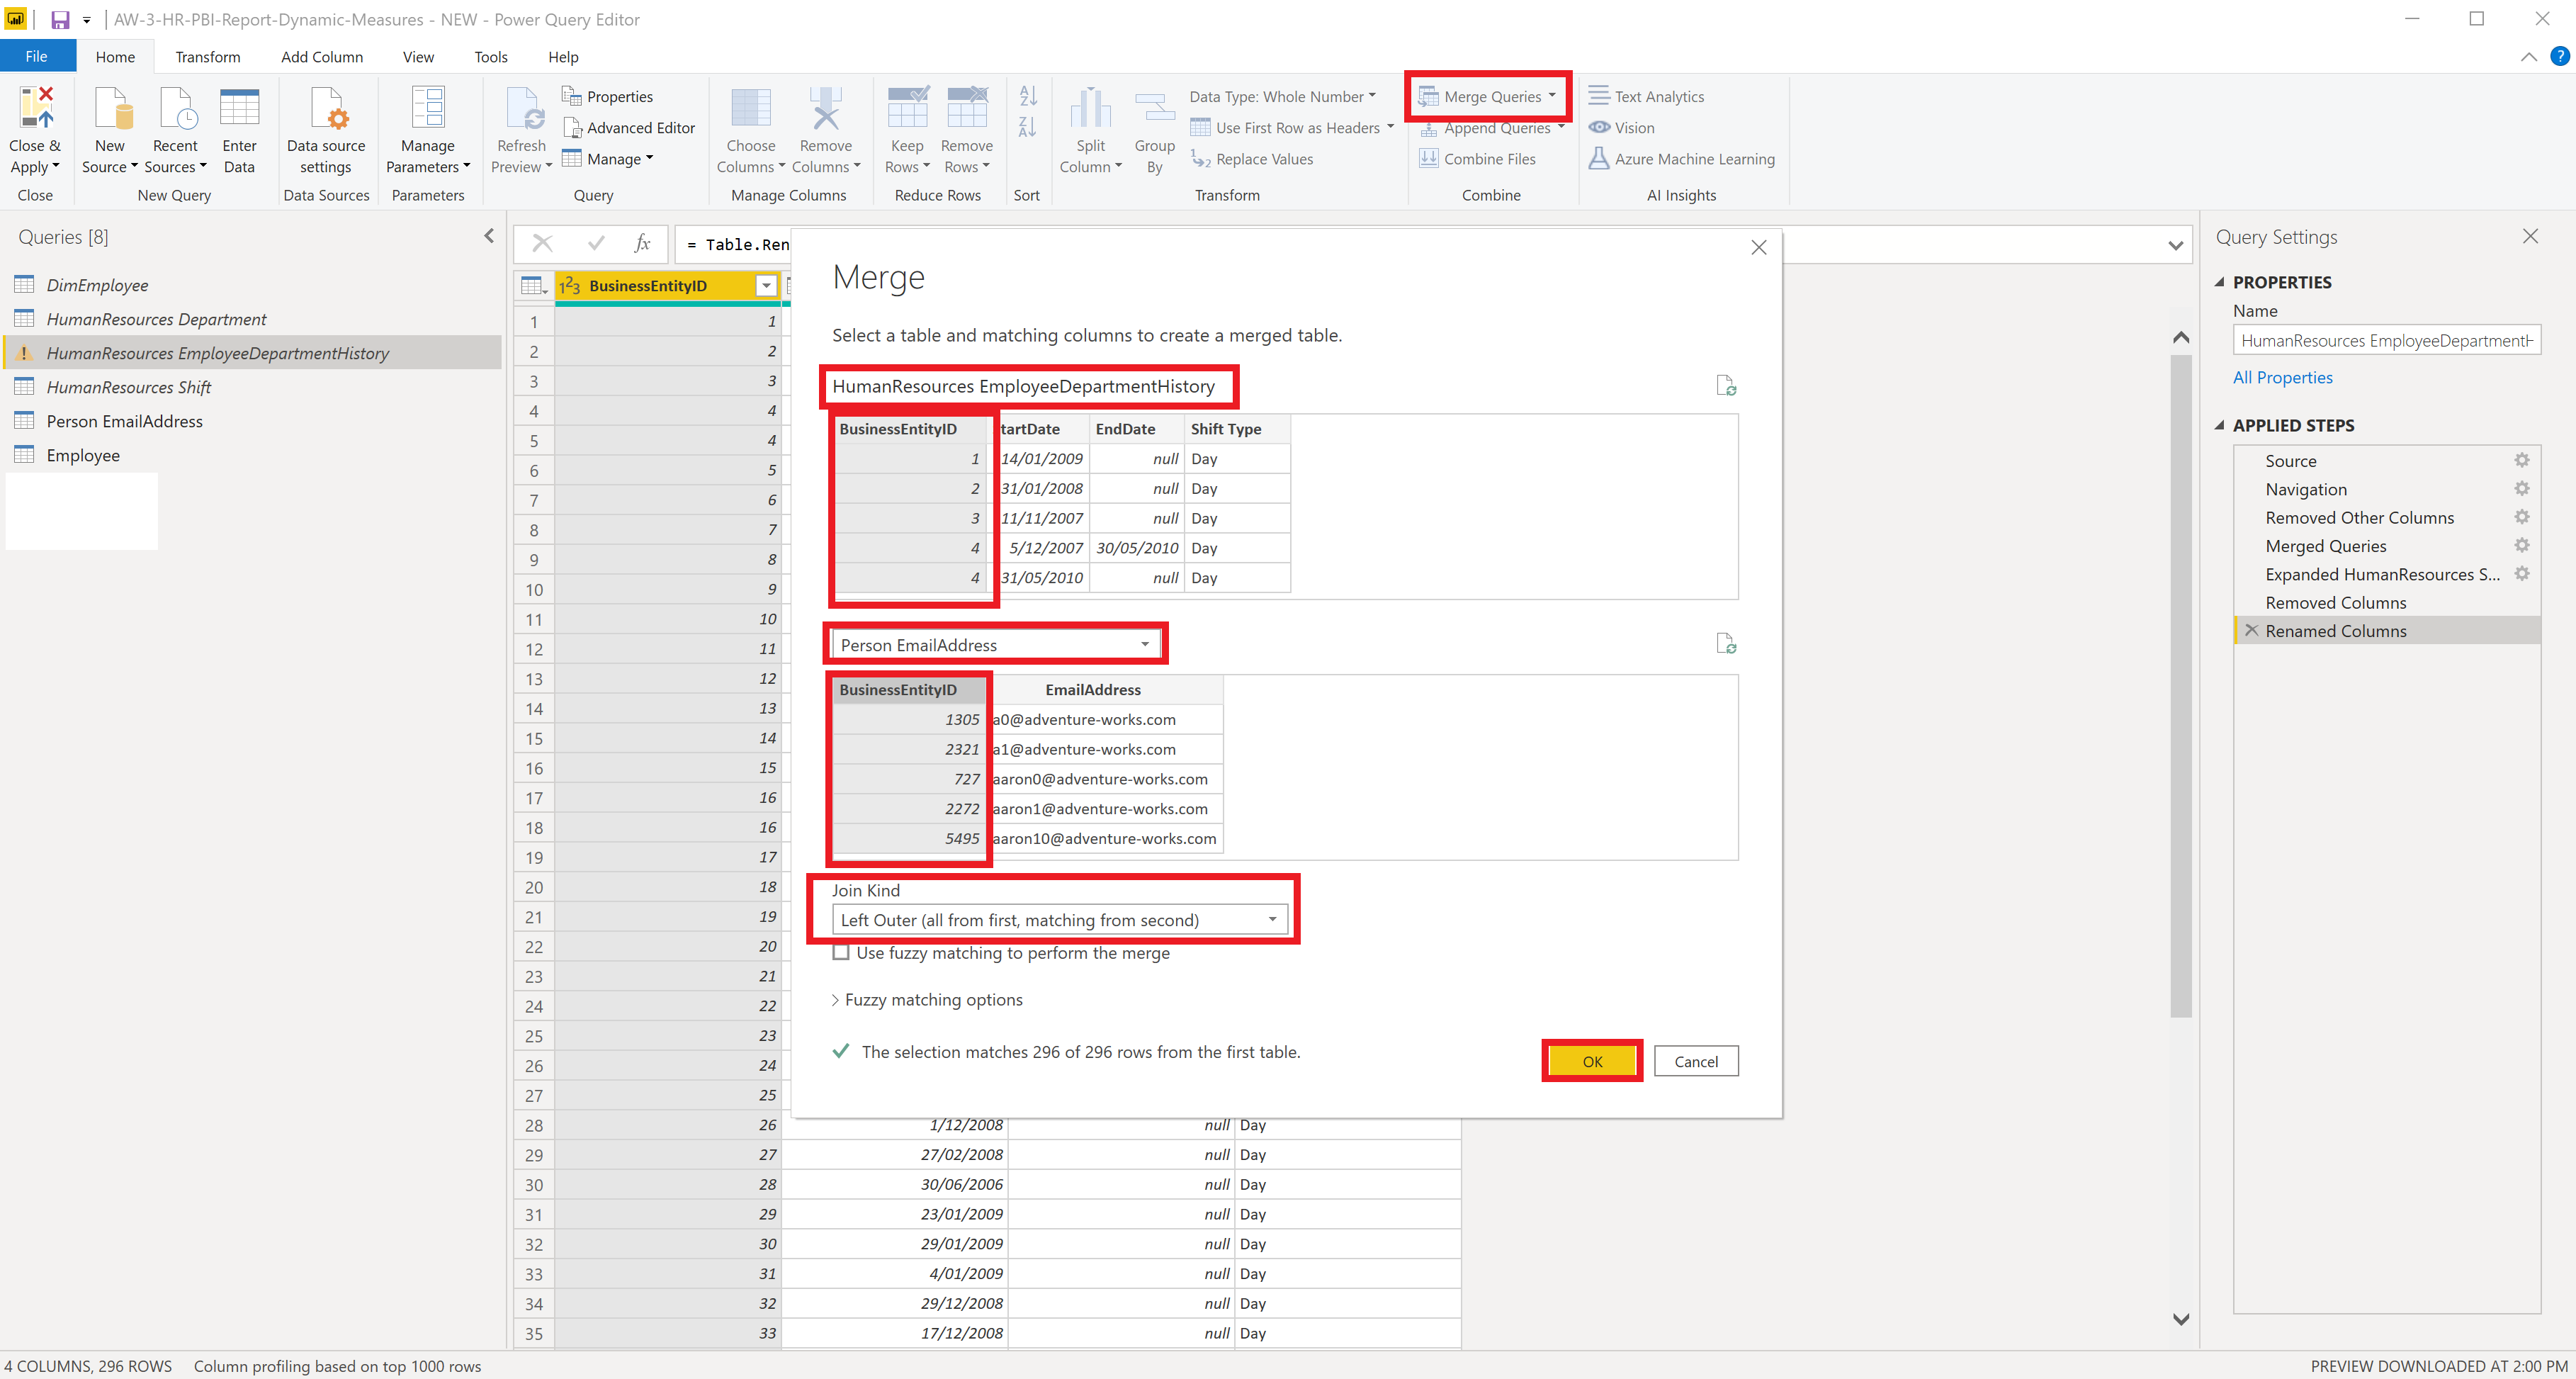 AW-3-HR-PBI-Report-Dynamic-Measures - NEW - Power Query Editor
File Home Transform Add Column View Tools Help
Close & Apply
New Source
Recent Sources
Enter Data
Data source settings
Manage Parameters
Refresh Preview
Properties
Advanced Editor
Manage
Choose Columns
Remove Columns
Keep Rows
Remove Rows
Split Column
Group By
Data Type: Whole Number
Use First Row as Headers
Replace Values
Merge Queries
Append Queries
Combine Files
Text Analytics
Vision
Azure Machine Learning
Close New Query Data Sources Parameters Query Manage Columns Reduce Rows Sort Transform Combine AI Insights
Queries [8]
DimEmployee
HumanResources Department
HumanResources EmployeeDepartmentHistory
HumanResources Shift
Person EmailAddress
Employee
fx = Table.Ren
123 BusinessEntityID
1 1
2 2
3 3
4 4
5 4
6 5
7 6
8 7
9 8
10 9
11 10
12 11
13 12
14 13
15 14
16 15
17 16
18 16
19 17
20 18
21 19
22 20
23 21
24 22
25 23
26 24
27 25
28 26 1/12/2008 null Day
29 27 27/02/2008 null Day
30 28 30/06/2006 null Day
31 29 23/01/2009 null Day
32 30 29/01/2009 null Day
33 31 4/01/2009 null Day
34 32 29/12/2008 null Day
35 33 17/12/2008 null Day
Merge
Select a table and matching columns to create a merged table.
HumanResources EmployeeDepartmentHistory
BusinessEntityID tartDate EndDate Shift Type
1 14/01/2009 null Day
2 31/01/2008 null Day
3 11/11/2007 null Day
4 5/12/2007 30/05/2010 Day
4 31/05/2010 null Day
Person EmailAddress
BusinessEntityID EmailAddress
1305 a0@adventure-works.com
2321 a1@adventure-works.com
727 aaron0@adventure-works.com
2272 aaron1@adventure-works.com
5495 aaron10@adventure-works.com
Join Kind
Left Outer (all from first, matching from second)
Use fuzzy matching to perform the merge
Fuzzy matching options
The selection matches 296 of 296 rows from the first table.
OK Cancel
Query Settings
PROPERTIES
Name
HumanResources EmployeeDepartmentH
All Properties
APPLIED STEPS
Source
Navigation
Removed Other Columns
Merged Queries
Expanded HumanResources S...
Removed Columns
Renamed Columns
4 COLUMNS, 296 ROWS Column profiling based on top 1000 rows PREVIEW DOWNLOADED AT 2:00 PM